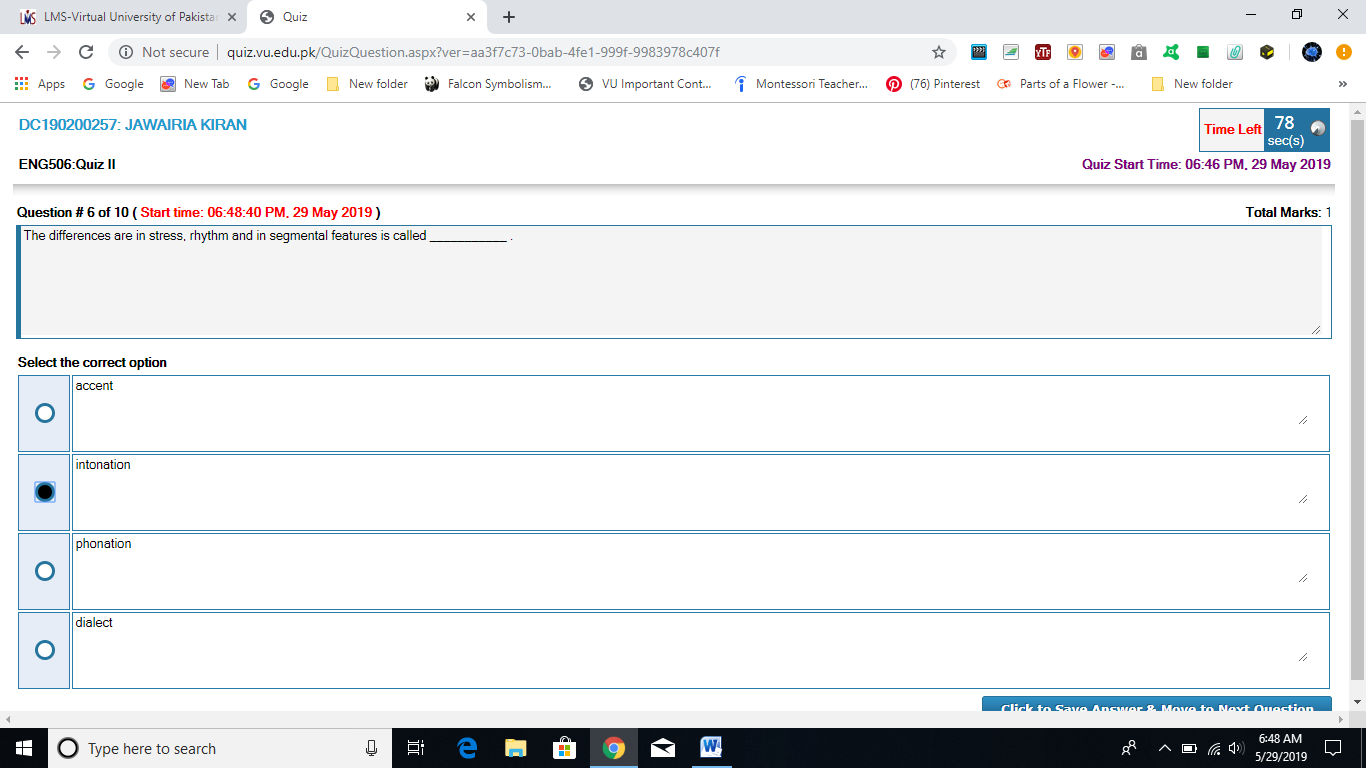 LMS-Virtual University of Pakista
Quiz
Not secure
quiz.vu.edu.pk/QuizQuestion.aspx?ver=aa3f7c73-0bab-4fe1-999f-9983978c407f
Apps
Google
New Tab
Google
New folder
Falcon Symbolism...
VU Important Cont...
Montessori Teacher...
(76) Pinterest
Parts of a Flower -...
New folder
»
DC190200257: JAWAIRIA KIRAN
Time Left 78 sec(s)
ENG506:Quiz II
Quiz Start Time: 06:46 PM, 29 May 2019
Question # 6 of 10 ( Start time: 06:48:40 PM, 29 May 2019 )
Total Marks: 1
The differences are in stress, rhythm and in segmental features is called ___________ .
Select the correct option
accent
intonation
phonation
dialect
Click to Save Answer & Move to Next Question
Type here to search
6:48 AM
5/29/2019